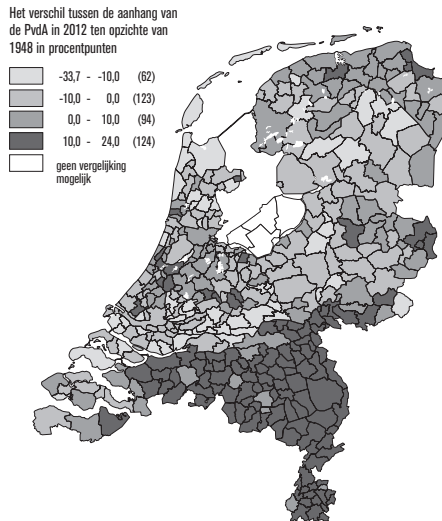 Het verschil tussen de aanhang van
de PvdA in 2012 ten opzichte van
1948 in procentpunten
-33,7 - -10,0 (62)
-10,0 - 0,0 (123)
0,0 - 10,0 (94)
10,0 - 24,0 (124)
geen vergelijking
mogelijk